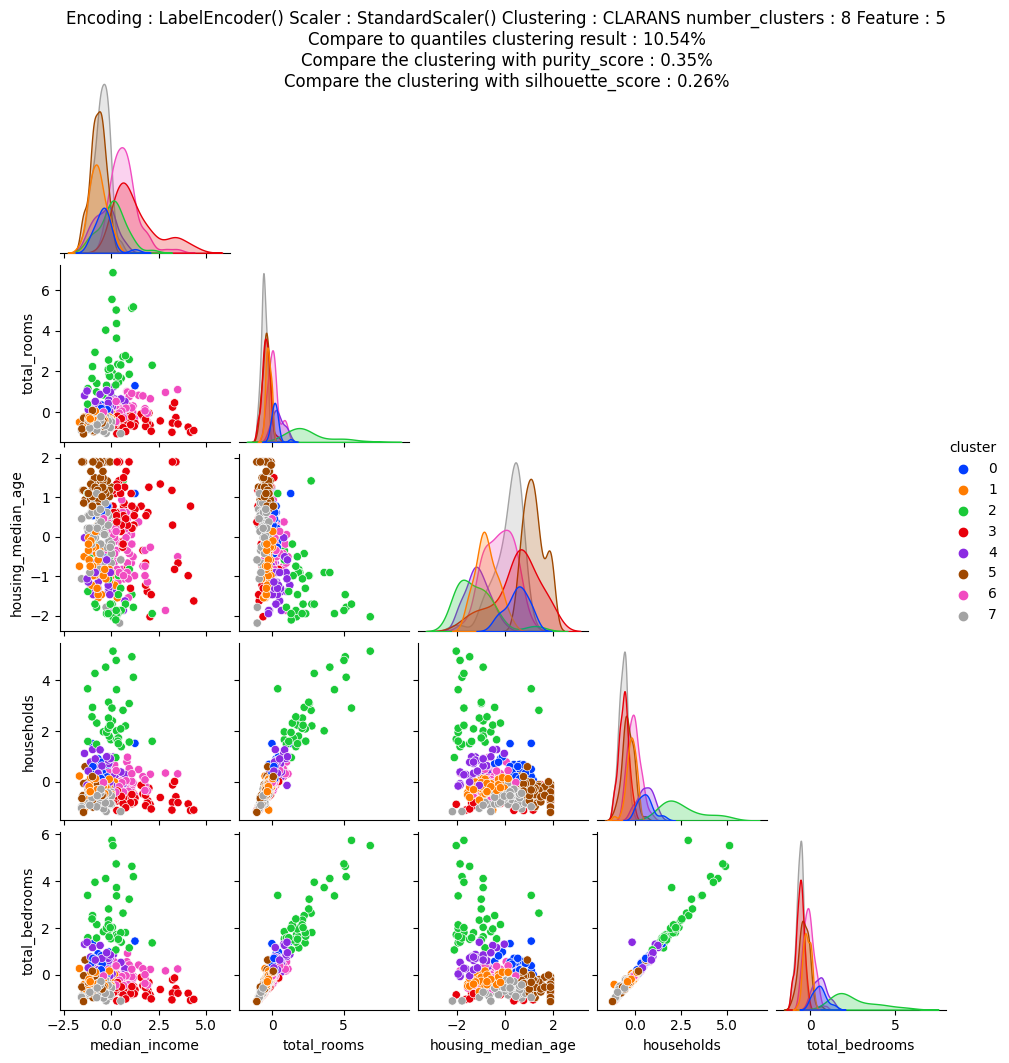 Encoding : LabelEncoder() Scaler : StandardScaler() Clustering : CLARANS number_clusters : 8 Feature : 5
Compare to quantiles clustering result : 10.54%
Compare the clustering with purity_score : 0.35%
Compare the clustering with silhouette_score : 0.26%
total_rooms
6
4
2
0
housing_median_age
2
1
0
−1
−2
households
4
2
0
total_bedrooms
6
4
2
0
−2.5
0.0
2.5
5.0
median_income
0
5
total_rooms
−2
0
2
housing_median_age
0.0
2.5
5.0
households
0
5
total_bedrooms
cluster
0
1
2
3
4
5
6
7